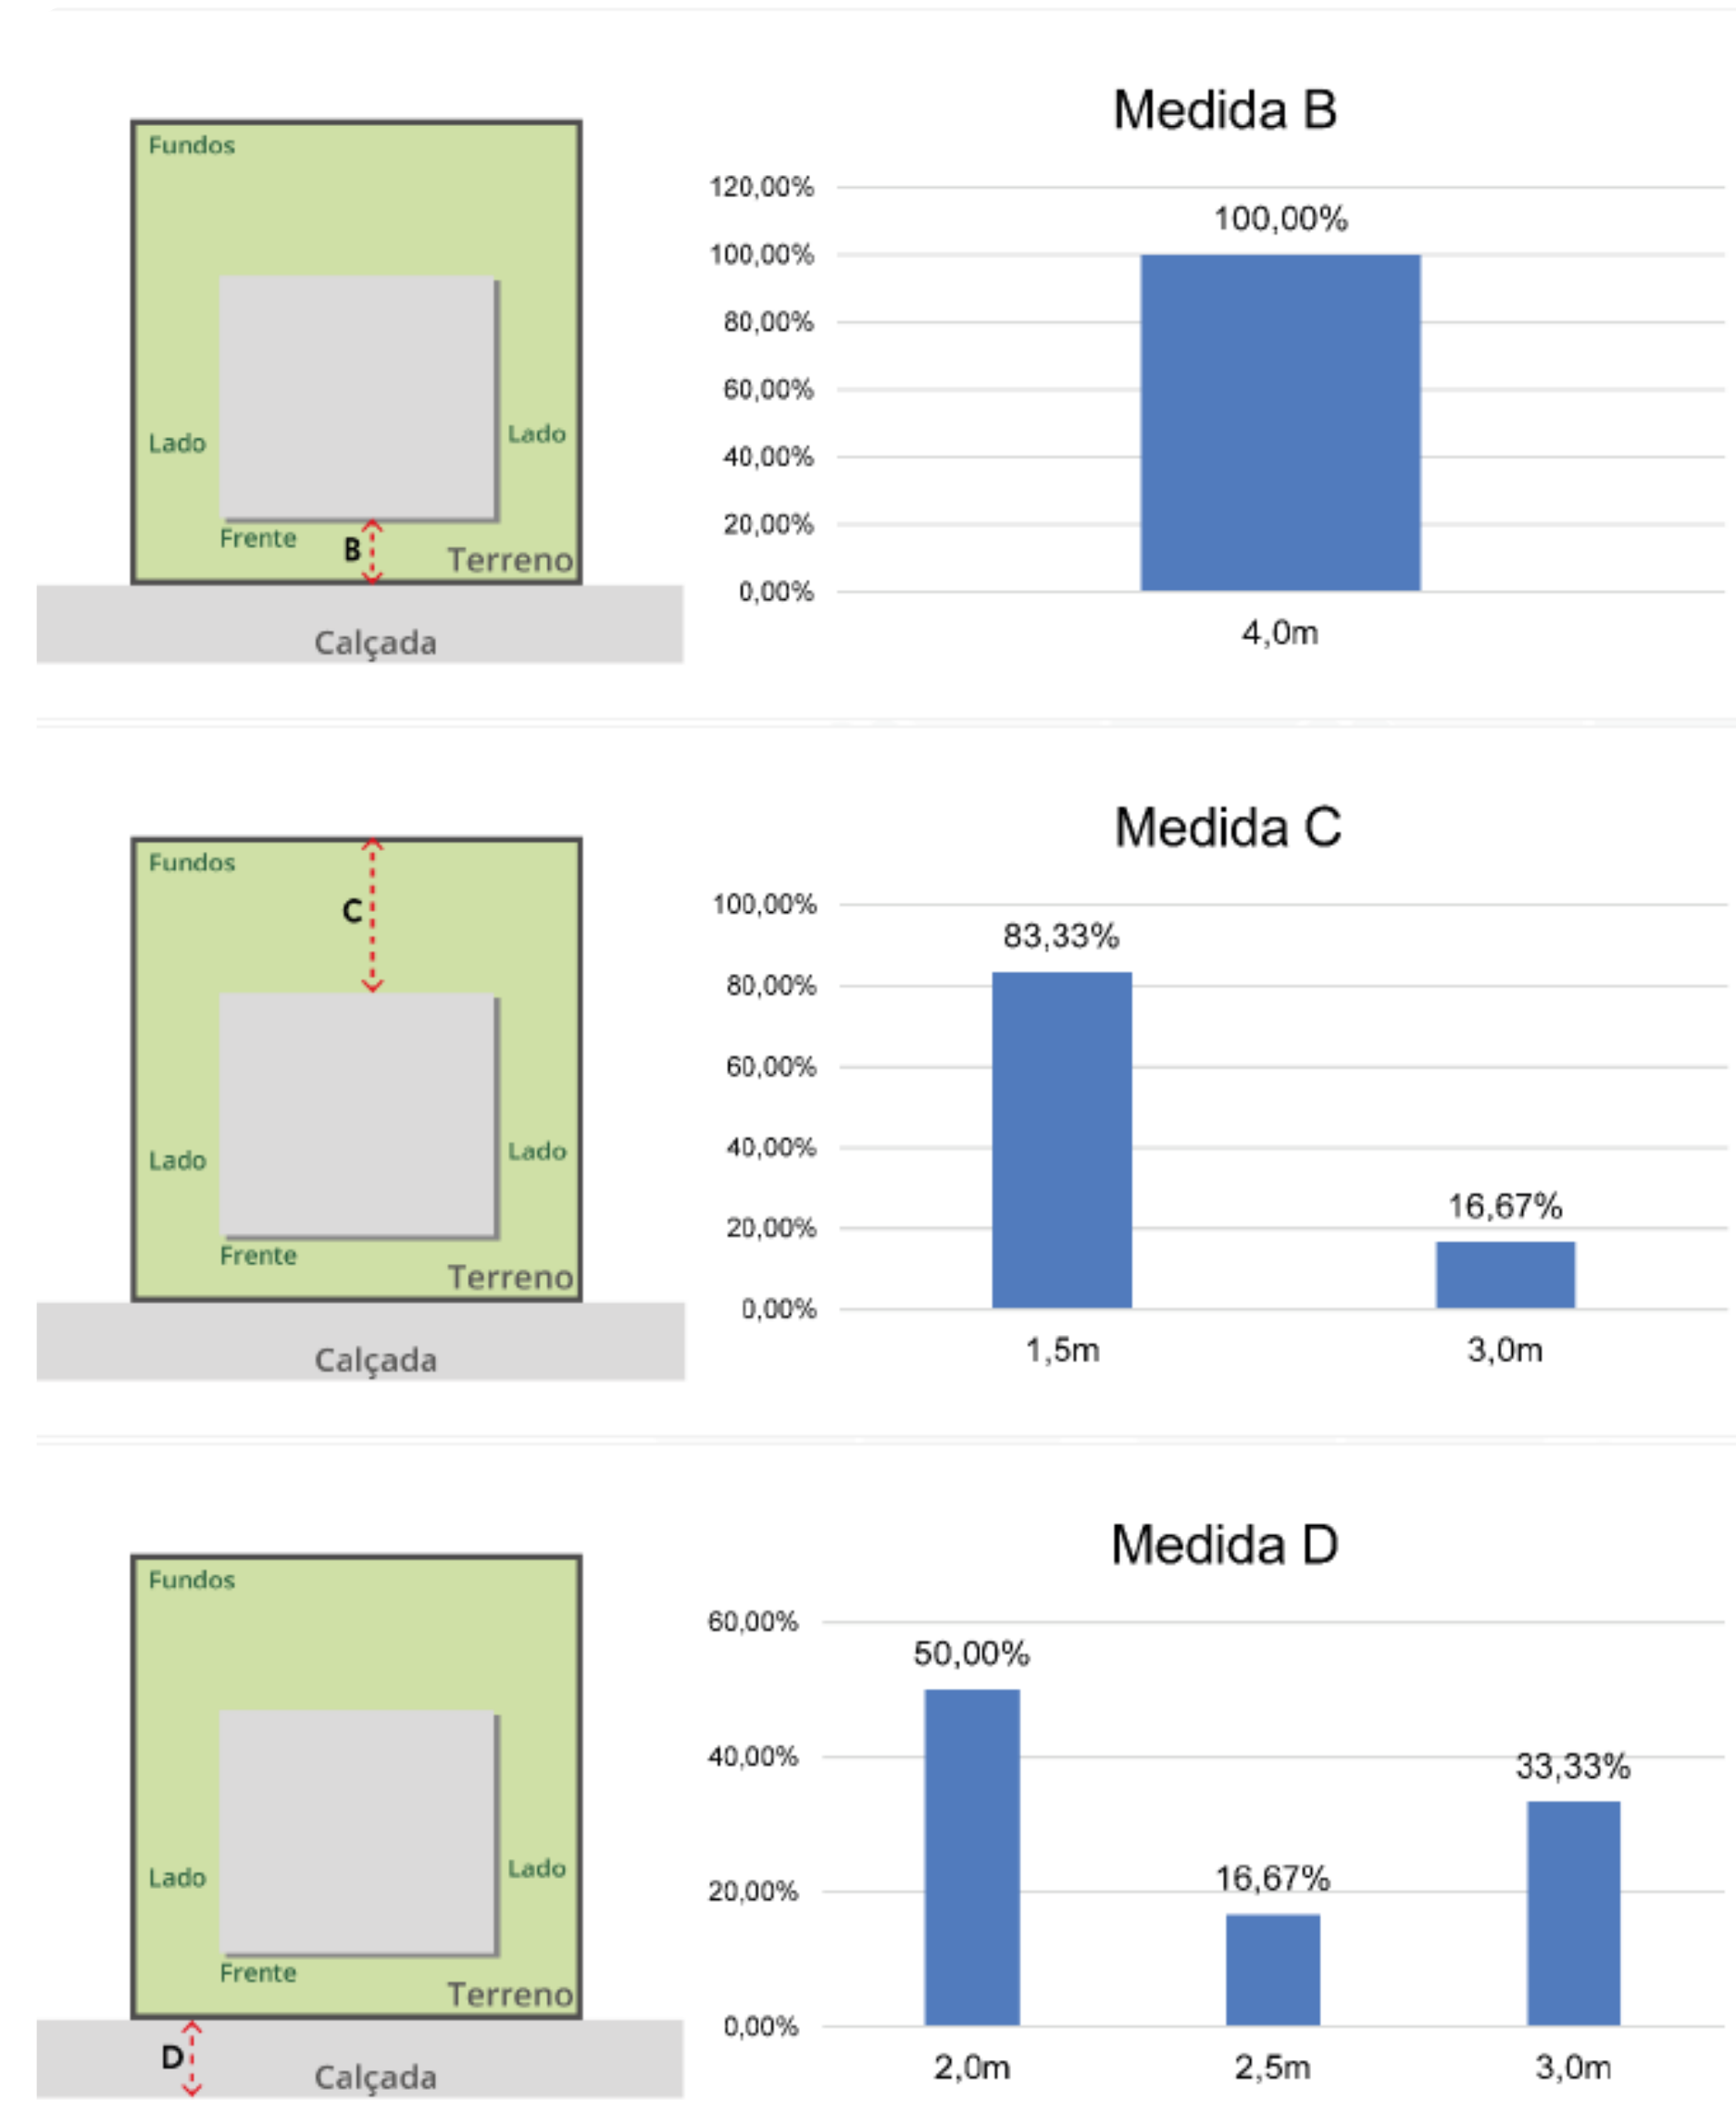 Medida B
Fundos
Lado
Lado
Frente
B
Terreno
Calçada
120,00%
100,00%
80,00%
60,00%
40,00%
20,00%
0,00%
100,00%
4,0m
Medida C
Fundos
C
Lado
Lado
Frente
Terreno
Calçada
100,00%
80,00%
60,00%
40,00%
20,00%
0,00%
83,33%
16,67%
1,5m
3,0m
Medida D
Fundos
Lado
Lado
Frente
Terreno
D
Calçada
60,00%
40,00%
20,00%
0,00%
50,00%
16,67%
33,33%
2,0m
2,5m
3,0m